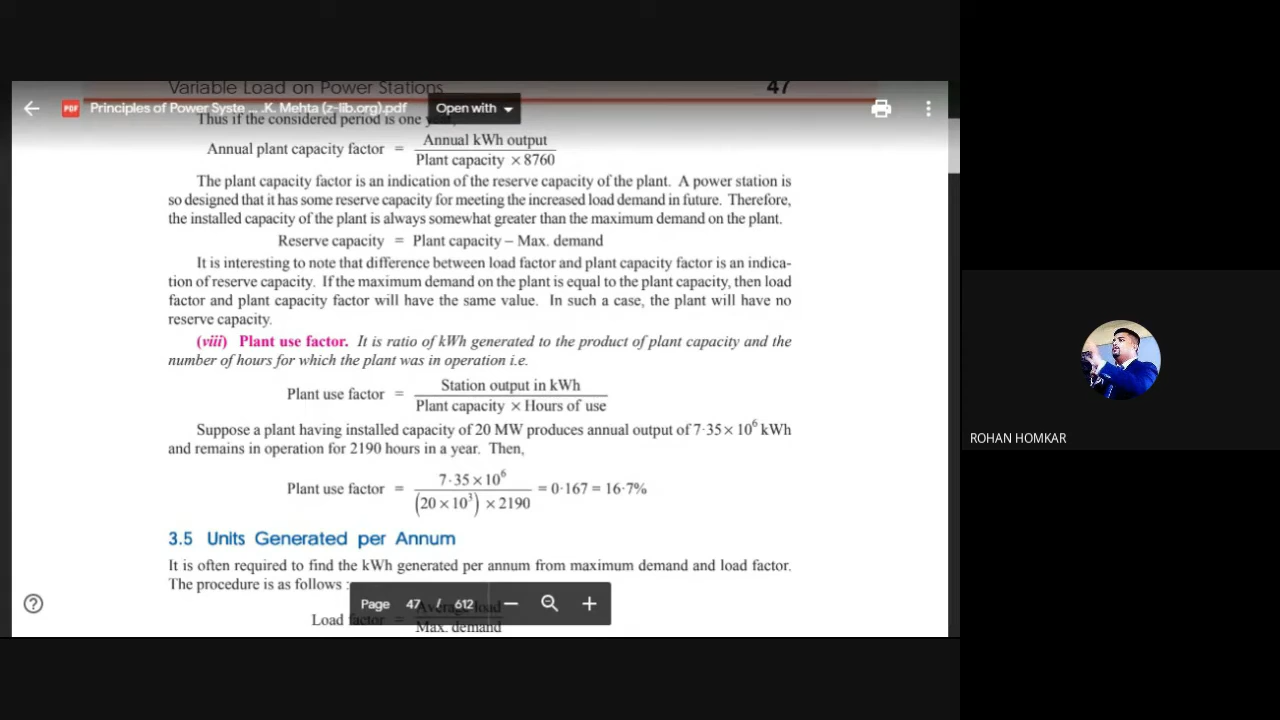 Variable Load on Power Stations 47
Principles of Power Syste ... .K. Mehta (z-lib.org).pdf Open with
Thus if the considered period is one
Annual plant capacity factor = Annual kWh output
Plant capacity × 8760
The plant capacity factor is an indication of the reserve capacity of the plant. A power station is
so designed that it has some reserve capacity for meeting the increased load demand in future. Therefore,
the installed capacity of the plant is always somewhat greater than the maximum demand on the plant.
Reserve capacity = Plant capacity – Max. demand
It is interesting to note that difference between load factor and plant capacity factor is an indica-
tion of reserve capacity. If the maximum demand on the plant is equal to the plant capacity, then load
factor and plant capacity factor will have the same value. In such a case, the plant will have no
reserve capacity.
(viii) Plant use factor. It is ratio of kWh generated to the product of plant capacity and the
number of hours for which the plant was in operation i.e.
Plant use factor = Station output in kWh
Plant capacity × Hours of use
Suppose a plant having installed capacity of 20 MW produces annual output of 7·35 × 10⁶ kWh
and remains in operation for 2190 hours in a year. Then,
Plant use factor = 7·35 × 10⁶
(20 × 10³) × 2190 = 0·167 = 16·7%
3.5 Units Generated per Annum
It is often required to find the kWh generated per annum from maximum demand and load factor.
The procedure is as follows :
Load factor = Average load
Max. demand
Page 47 / 612
ROHAN HOMKAR